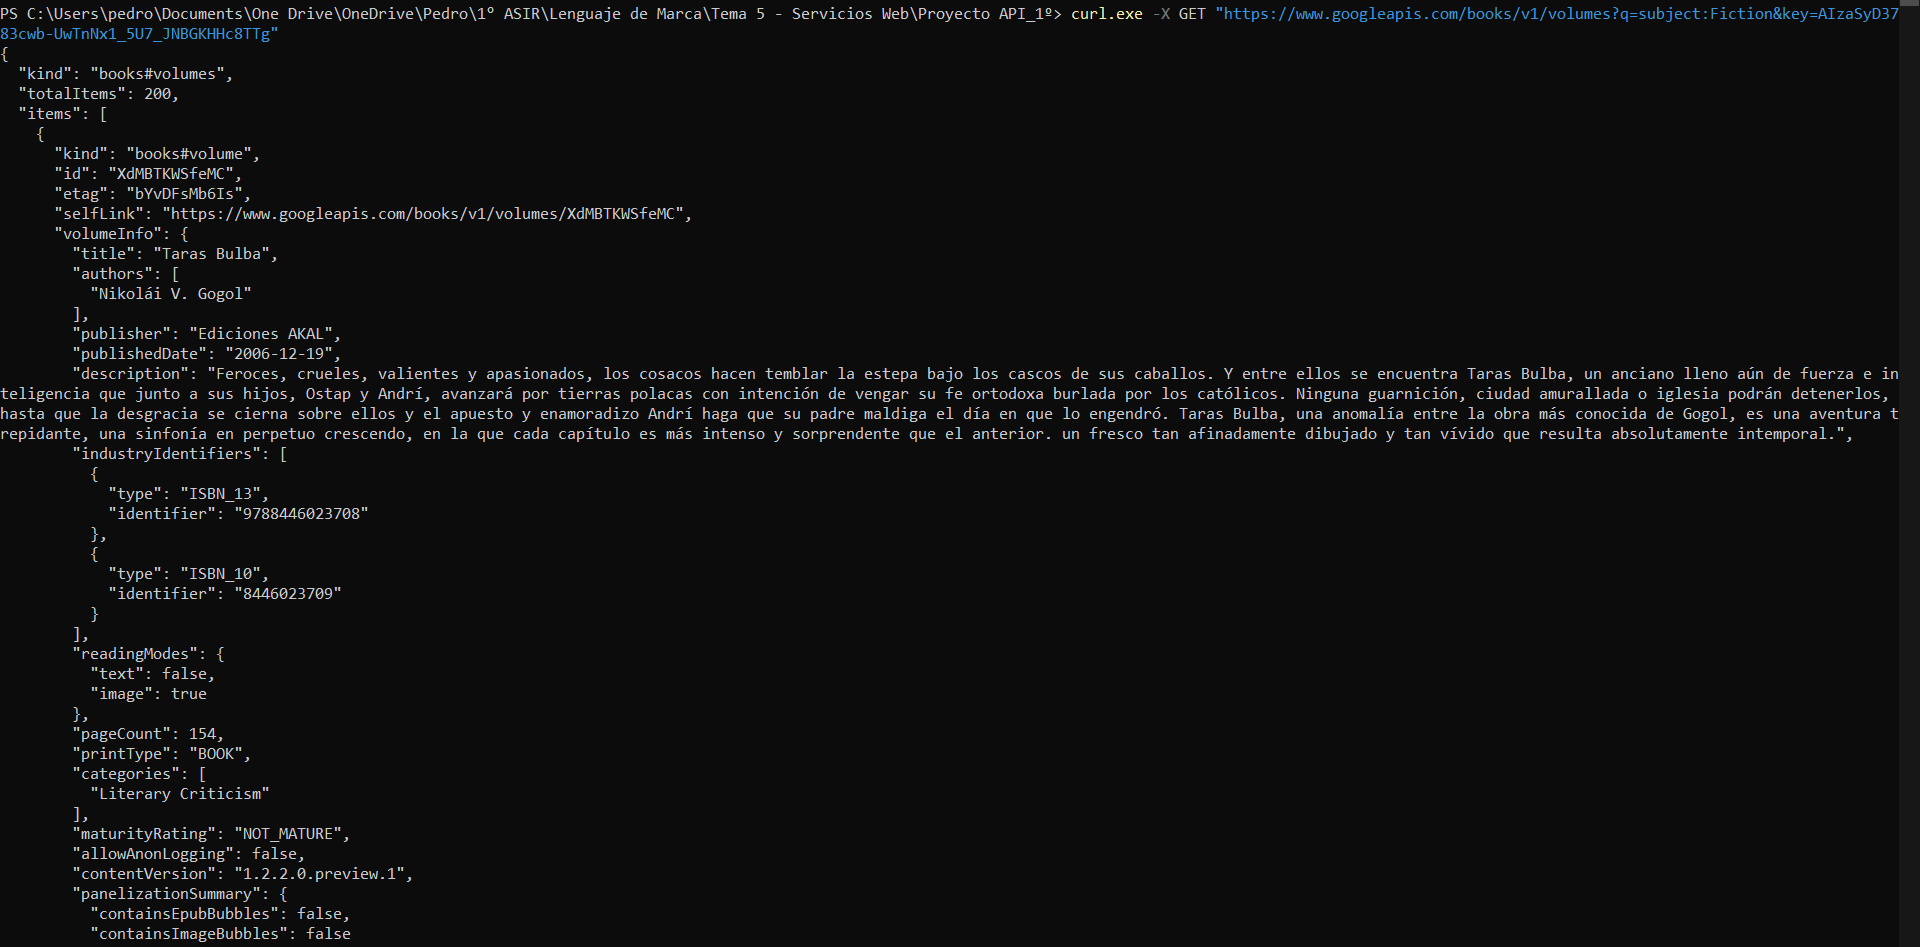 PS C:\Users\pedro\Documents\One Drive\OneDrive\Pedro\1º ASIR\Lenguaje de Marca\Tema 5 - Servicios Web\Proyecto API_1º> curl.exe -X GET "https://www.googleapis.com/books/v1/volumes?q=subject:Fiction&key=AIzaSyD37
83cwb-UwTnNx1_5U7_JNBGKHHc8TTg"
{
  "kind": "books#volumes",
  "totalItems": 200,
  "items": [
    {
      "kind": "books#volume",
      "id": "XdMBTKWSfeMC",
      "etag": "bYvDFsMb6Is",
      "selfLink": "https://www.googleapis.com/books/v1/volumes/XdMBTKWSfeMC",
      "volumeInfo": {
        "title": "Taras Bulba",
        "authors": [
          "Nikolái V. Gogol"
        ],
        "publisher": "Ediciones AKAL",
        "publishedDate": "2006-12-19",
        "description": "Feroces, crueles, valientes y apasionados, los cosacos hacen temblar la estepa bajo los cascos de sus caballos. Y entre ellos se encuentra Taras Bulba, un anciano lleno aún de fuerza e in
teligencia que junto a sus hijos, Ostap y Andrí, avanzará por tierras polacas con intención de vengar su fe ortodoxa burlada por los católicos. Ninguna guarnición, ciudad amurallada o iglesia podrán detenerlos,
hasta que la desgracia se cierna sobre ellos y el apuesto y enamoradizo Andrí haga que su padre maldiga el día en que lo engendró. Taras Bulba, una anomalía entre la obra más conocida de Gogol, es una aventura t
repidante, una sinfonía en perpetuo crescendo, en la que cada capítulo es más intenso y sorprendente que el anterior. un fresco tan afinadamente dibujado y tan vívido que resulta absolutamente intemporal.",
        "industryIdentifiers": [
          {
            "type": "ISBN_13",
            "identifier": "9788446023708"
          },
          {
            "type": "ISBN_10",
            "identifier": "8446023709"
          }
        ],
        "readingModes": {
          "text": false,
          "image": true
        },
        "pageCount": 154,
        "printType": "BOOK",
        "categories": [
          "Literary Criticism"
        ],
        "maturityRating": "NOT_MATURE",
        "allowAnonLogging": false,
        "contentVersion": "1.2.2.0.preview.1",
        "panelizationSummary": {
          "containsEpubBubbles": false,
          "containsImageBubbles": false